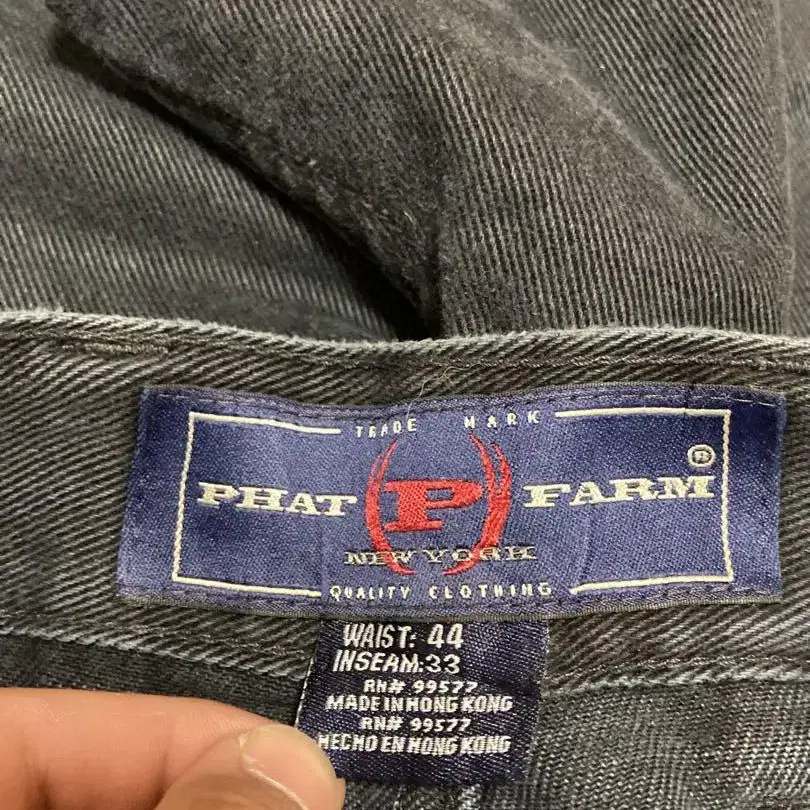 TRADE MARK
PHAT P FARM ®
NEW YORK
QUALITY CLOTHING
WAIST: 44
INSEAM:33
RN# 99577
MADE IN HONG KONG
RN# 99577
HECHO EN HONG KONG